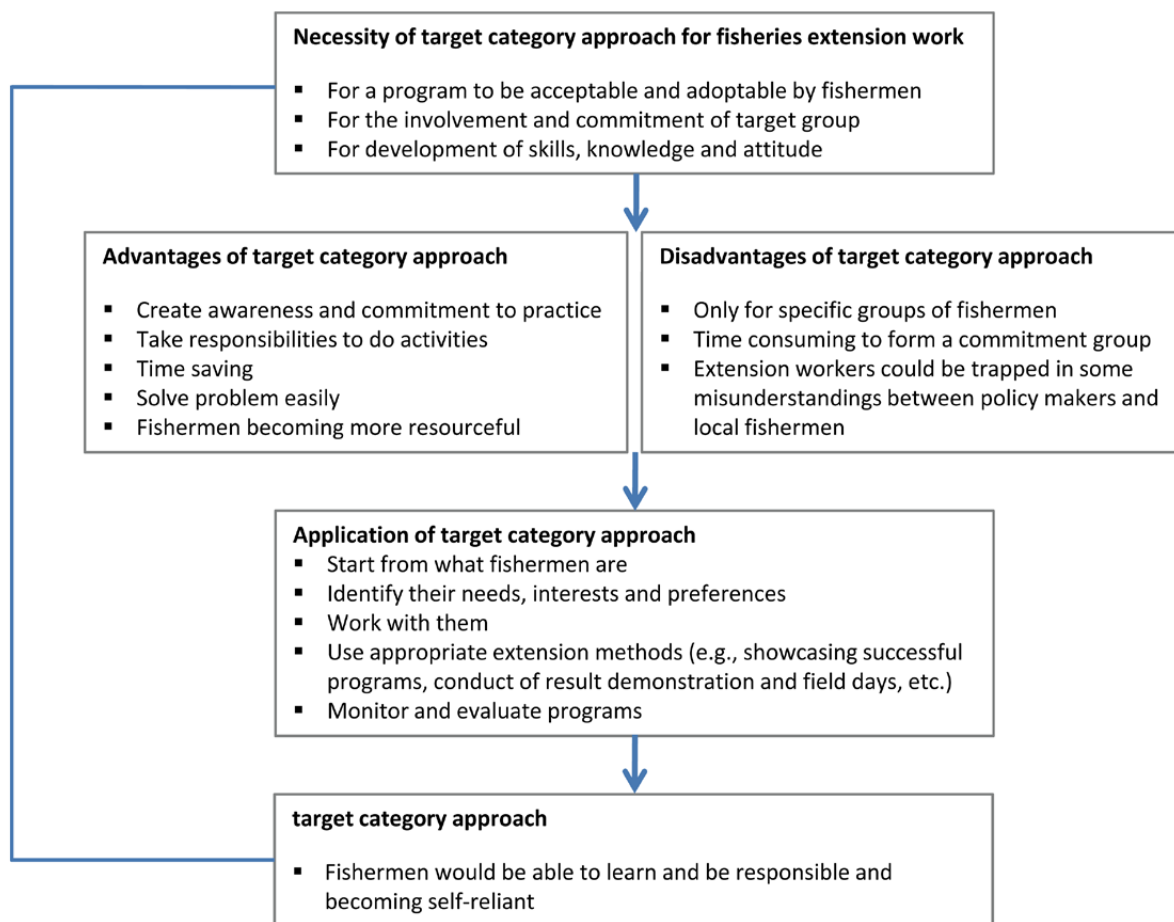 Necessity of target category approach for fisheries extension work
▪ For a program to be acceptable and adoptable by fishermen
▪ For the involvement and commitment of target group
▪ For development of skills, knowledge and attitude
Advantages of target category approach
▪ Create awareness and commitment to practice
▪ Take responsibilities to do activities
▪ Time saving
▪ Solve problem easily
▪ Fishermen becoming more resourceful
Disadvantages of target category approach
▪ Only for specific groups of fishermen
▪ Time consuming to form a commitment group
▪ Extension workers could be trapped in some
misunderstandings between policy makers and
local fishermen
Application of target category approach
▪ Start from what fishermen are
▪ Identify their needs, interests and preferences
▪ Work with them
▪ Use appropriate extension methods (e.g., showcasing successful
programs, conduct of result demonstration and field days, etc.)
▪ Monitor and evaluate programs
target category approach
▪ Fishermen would be able to learn and be responsible and
becoming self-reliant